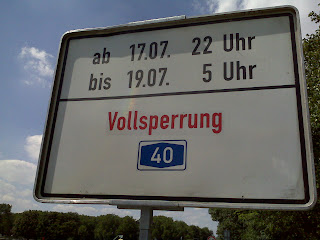 ab 17.07. 22 Uhr
bis 19.07. 5 Uhr
Vollsperrung
40